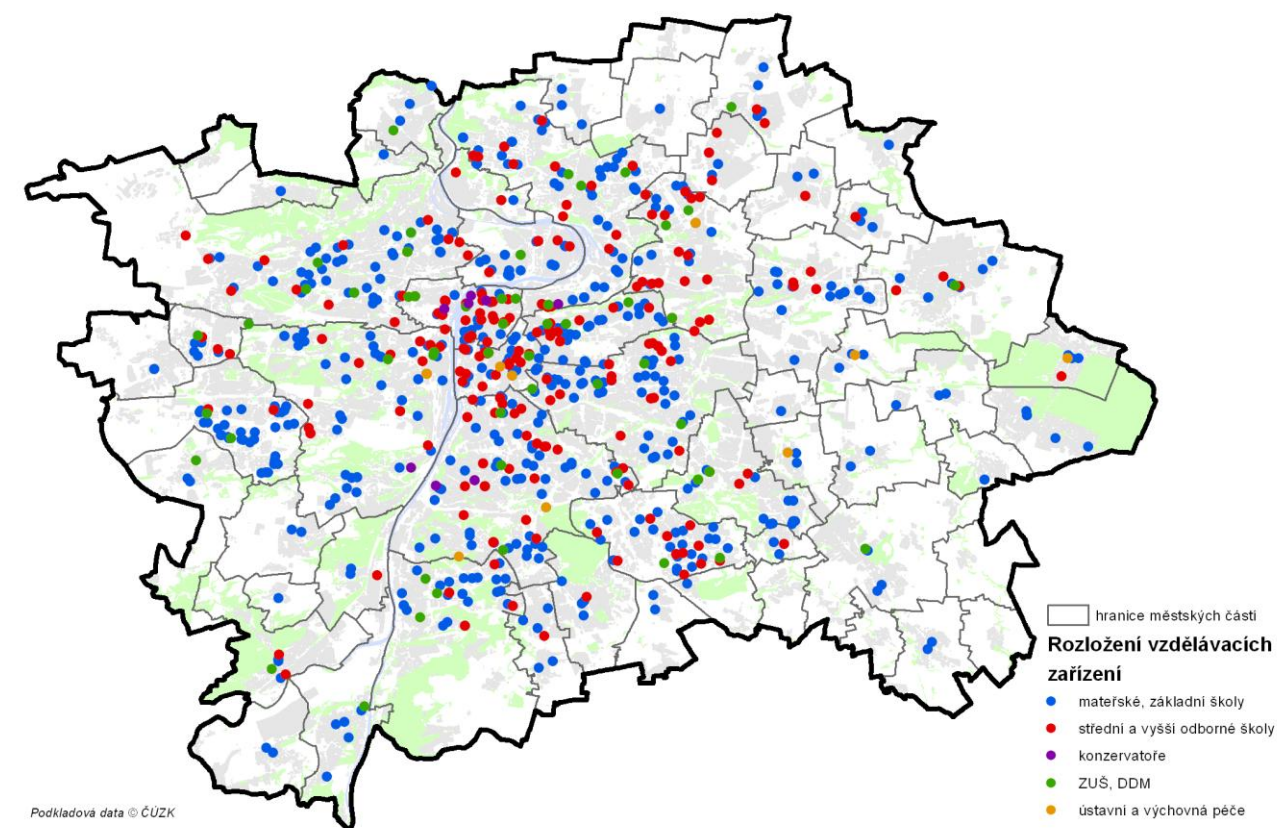 hranice městských částí
Rozložení vzdělávacích
zařízení
mateřské, základní školy
střední a vyšší odborné školy
konzervatoře
ZUŠ, DDM
ústavní a výchovná péče
Podkladová data © ČÚZK